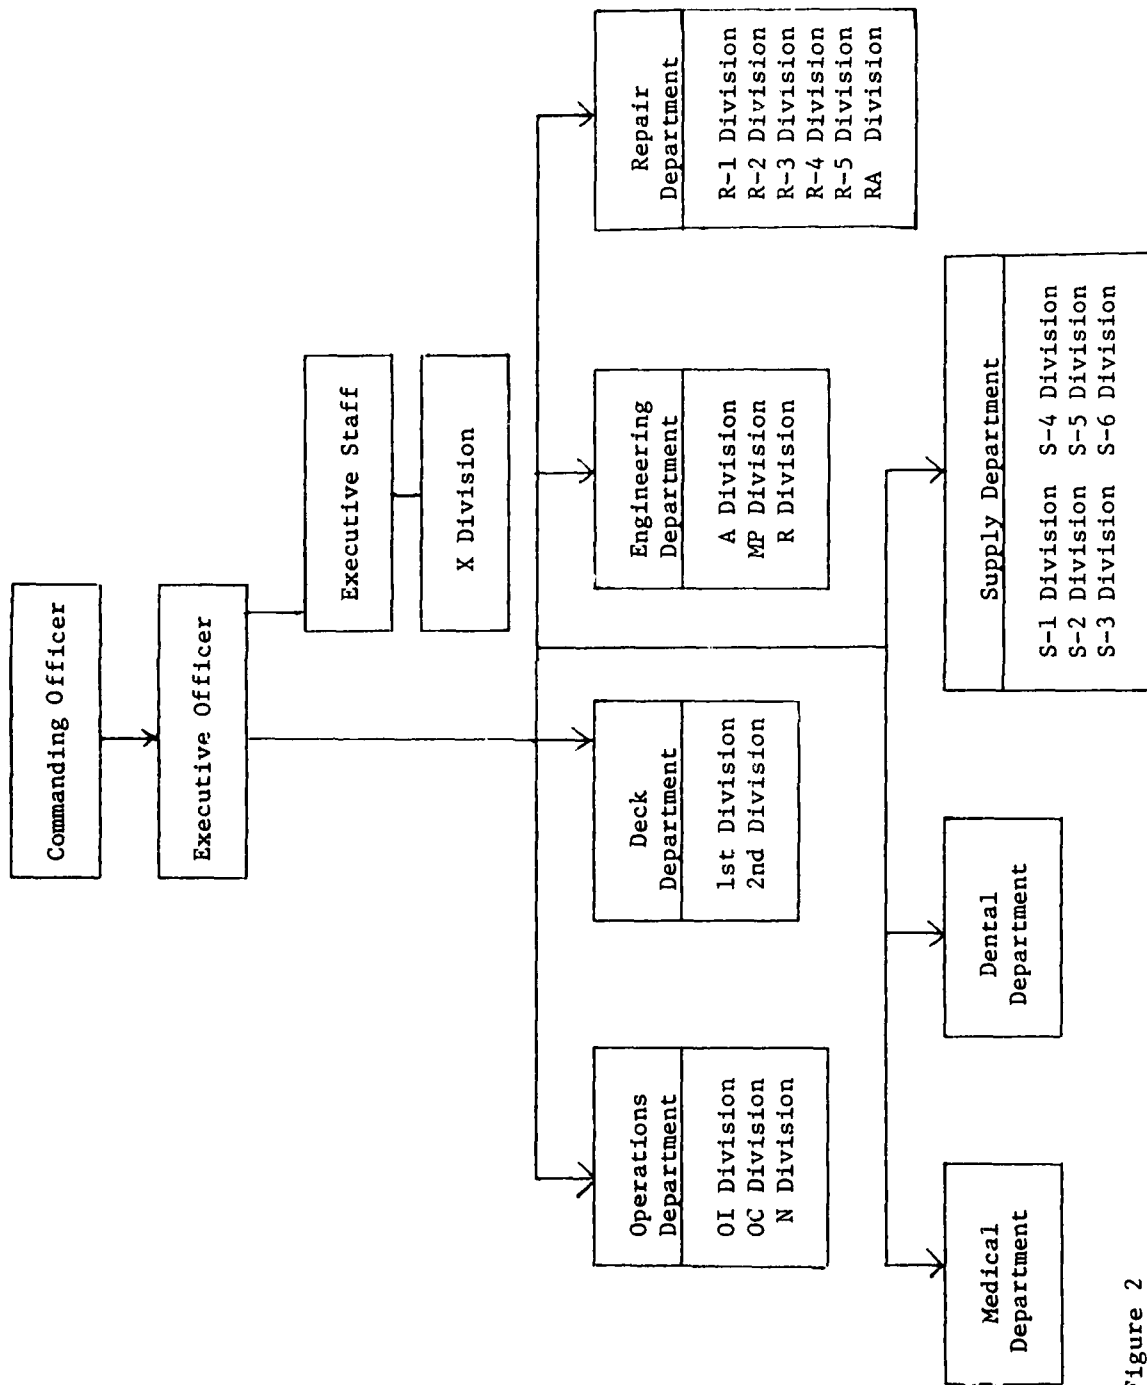 Commanding Officer
Executive Officer
Executive Staff
X Division
Operations
Department
OI Division
OC Division
N Division
Deck
Department
1st Division
2nd Division
Engineering
Department
A Division
MP Division
R Division
Repair
Department
R-1 Division
R-2 Division
R-3 Division
R-4 Division
R-5 Division
RA Division
Medical
Department
Dental
Department
Supply Department
S-1 Division S-4 Division
S-2 Division S-5 Division
S-3 Division S-6 Division
Figure 2